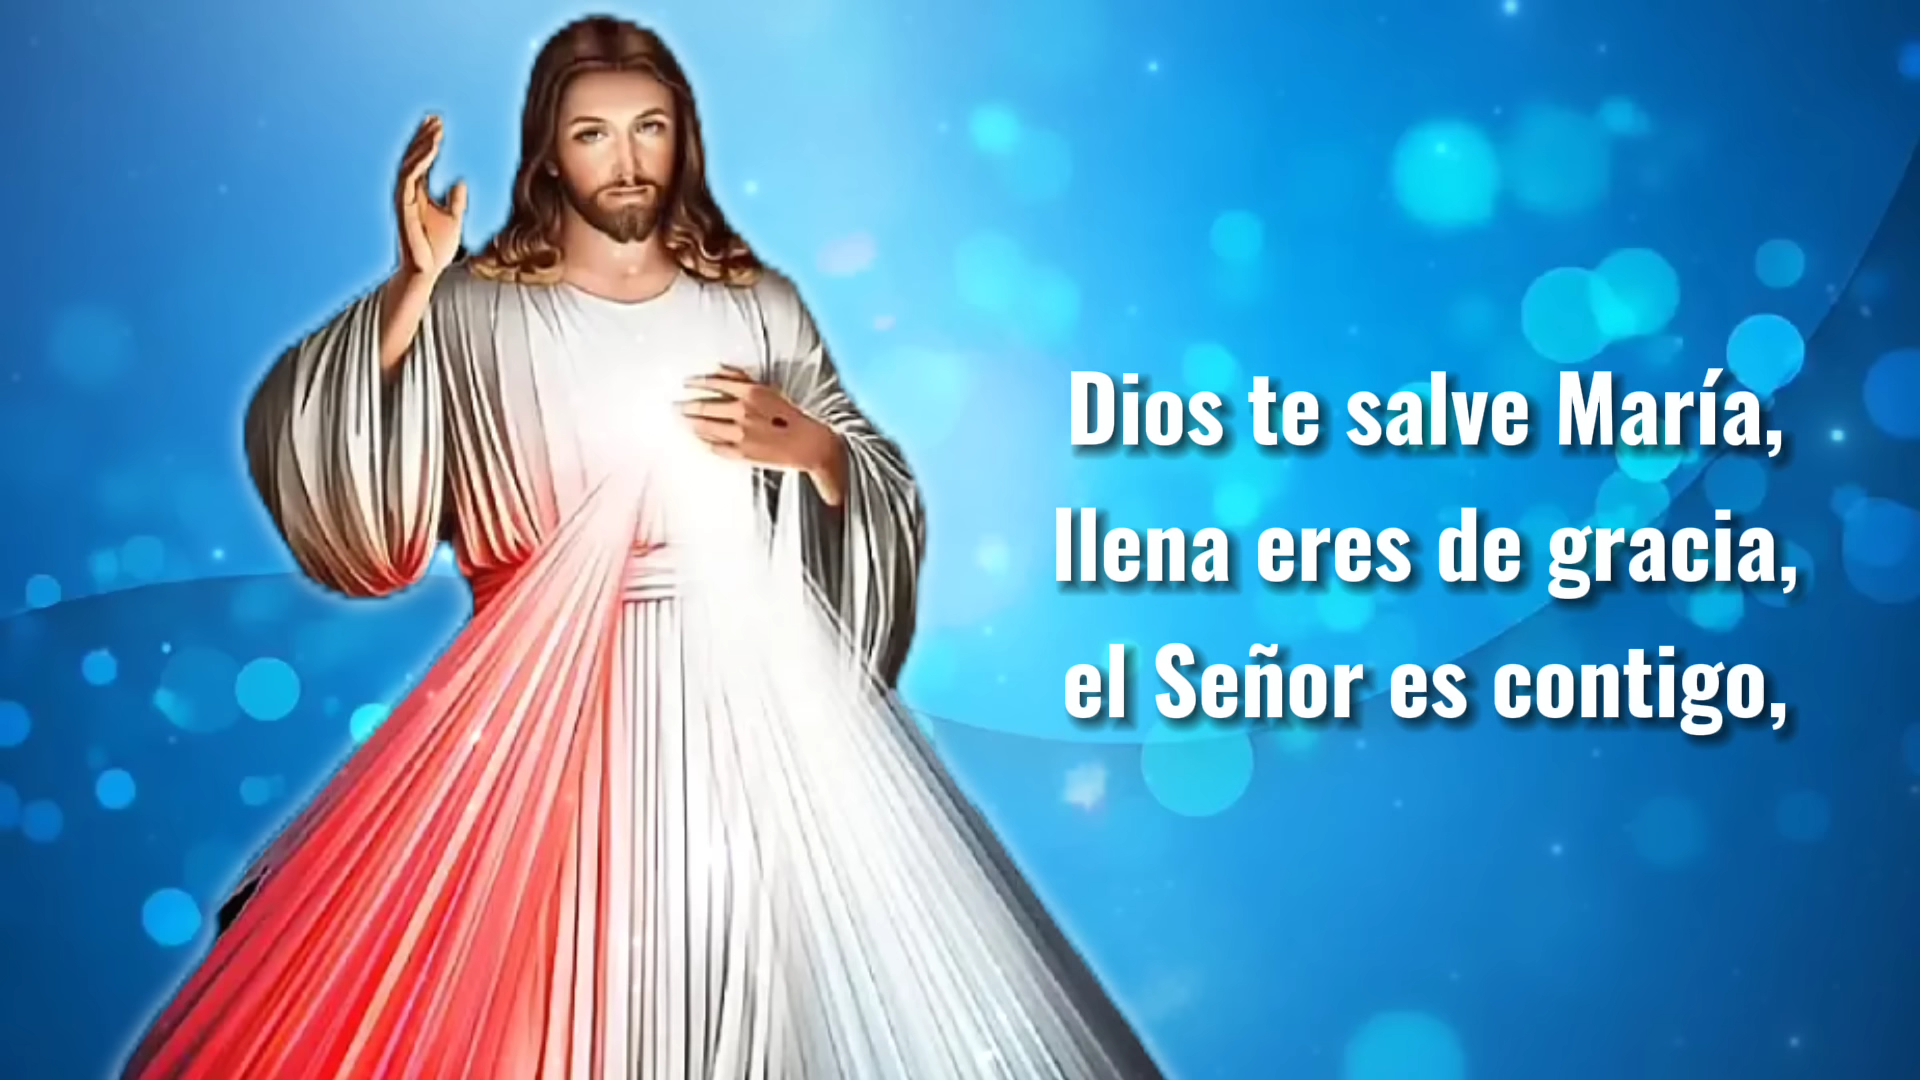 Dios te salve María,
llena eres de gracia,
el Señor es contigo,